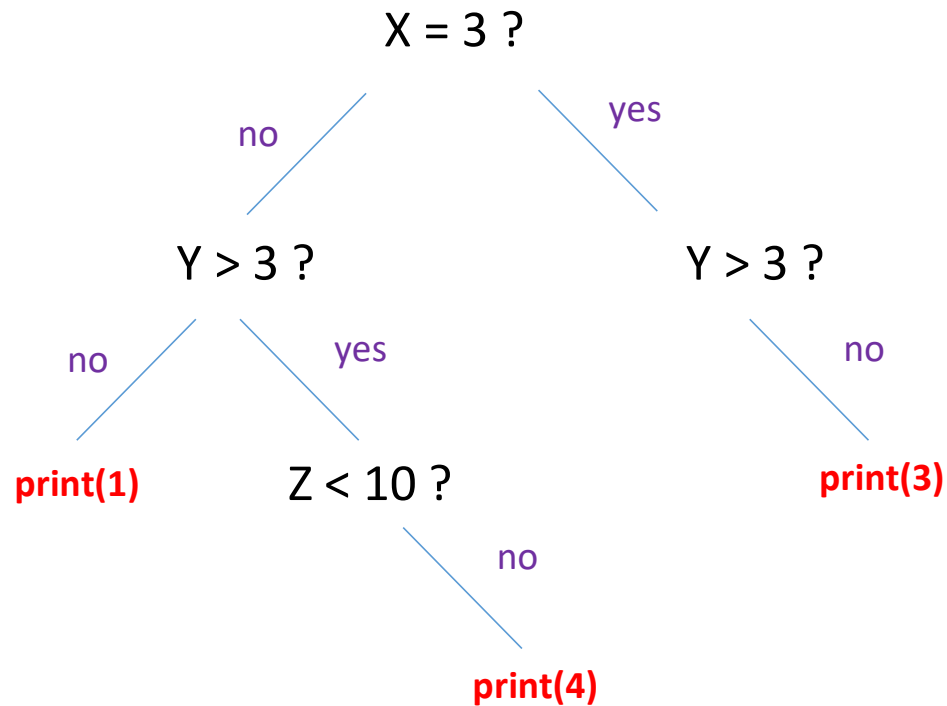 X = 3 ?
no
yes
Y > 3 ?
Y > 3 ?
no
yes
no
print(1)
Z < 10 ?
print(3)
no
print(4)